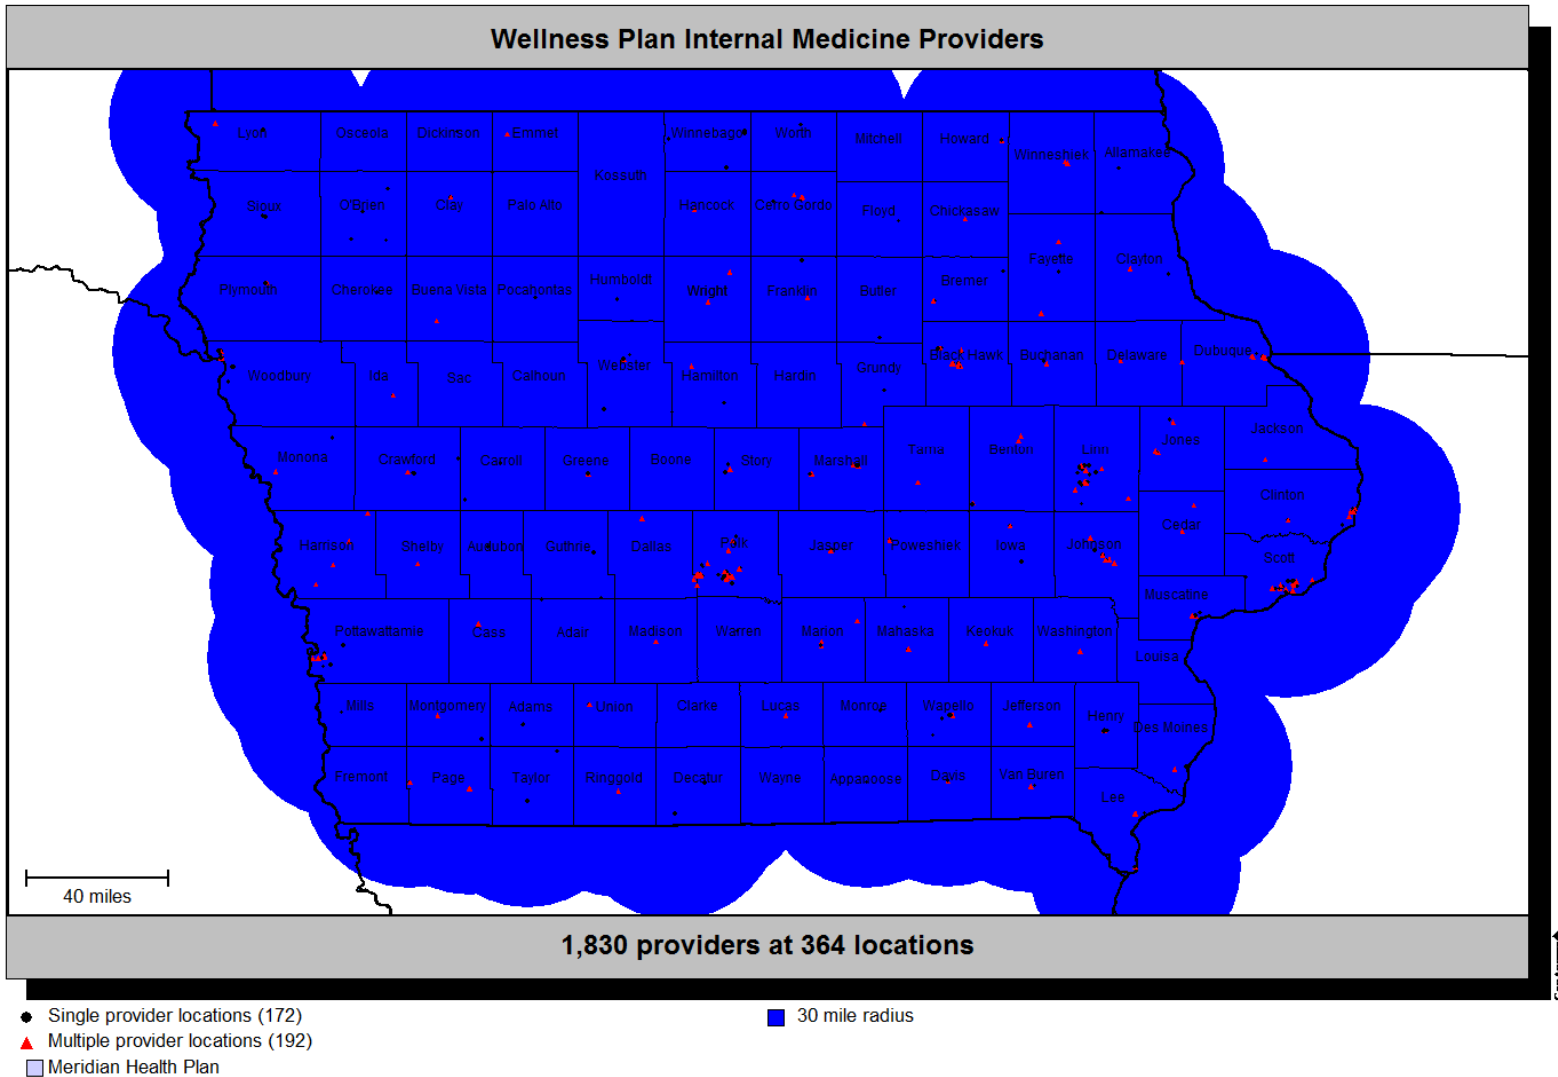 Wellness Plan Internal Medicine Providers
Lyon Osceola Dickinson Emmet Winnebago Worth Mitchell Howard Winneshiek Allamakee
Kossuth
Sioux O'Brien Clay Palo Alto Hancock Cerro Gordo Floyd Chickasaw
Fayette Clayton
Plymouth Cherokee Buena Vista Pocahontas Humboldt Wright Franklin Butler Bremer
Woodbury Ida Sac Calhoun Webster Hamilton Hardin Grundy Black Hawk Buchanan Delaware Dubuque
Monona Crawford Carroll Greene Boone Story Marshall Tama Benton Linn Jones Jackson
Clinton
Harrison Shelby Audubon Guthrie Dallas Polk Jasper Poweshiek Iowa Johnson Cedar
Scott
Muscatine
Pottawattamie Cass Adair Madison Warren Marion Mahaska Keokuk Washington
Louisa
Mills Montgomery Adams Union Clarke Lucas Monroe Wapello Jefferson Henry Des Moines
Fremont Page Taylor Ringgold Decatur Wayne Appanoose Davis Van Buren Lee
40 miles
1,830 providers at 364 locations
Single provider locations (172)
Multiple provider locations (192)
Meridian Health Plan
30 mile radius